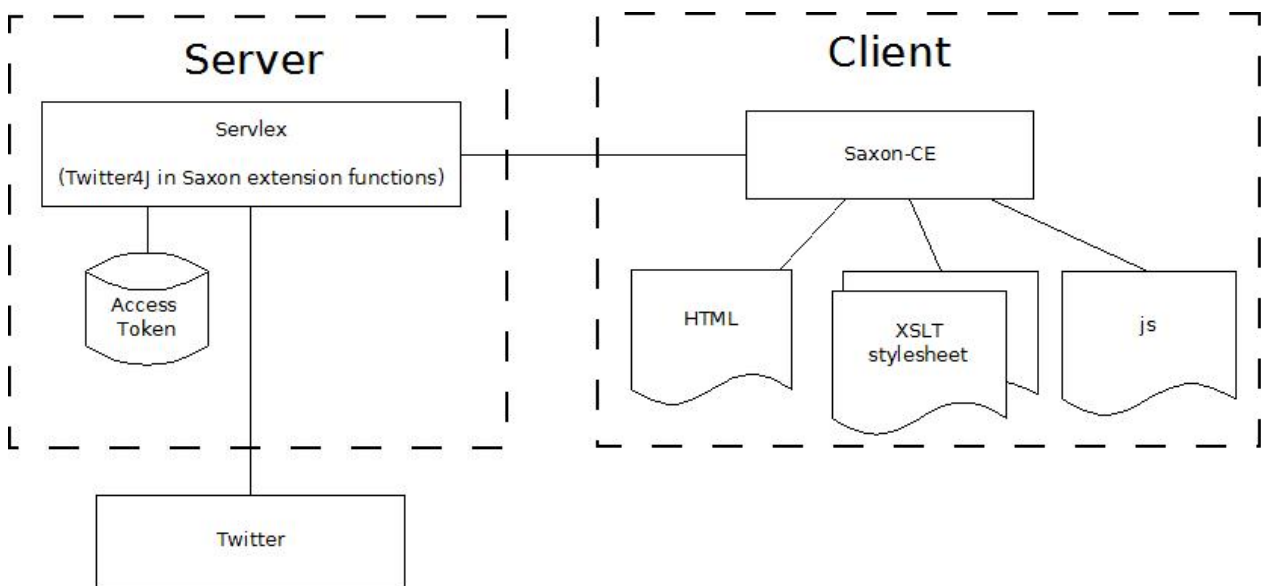 Server
Client
Servlex
(Twitter4J in Saxon extension functions)
Saxon-CE
Access
Token
HTML
XSLT
stylesheet
js
Twitter